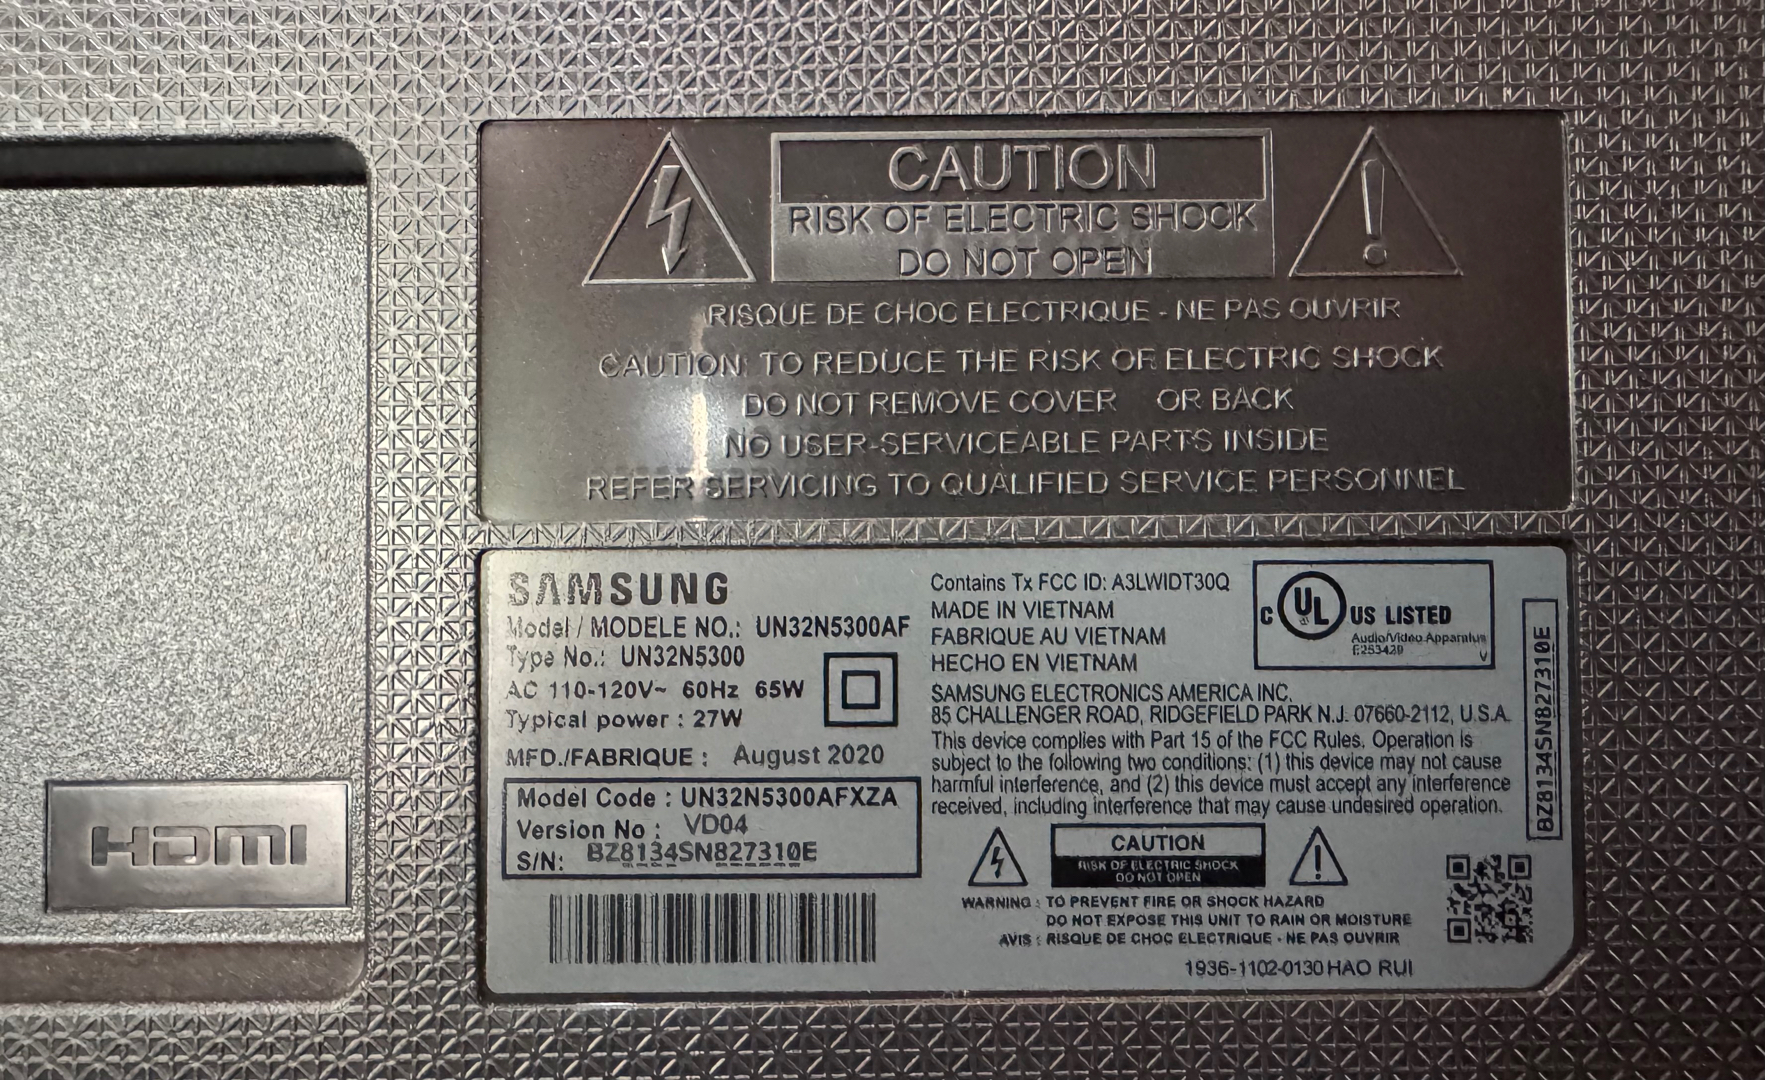 CAUTION
RISK OF ELECTRIC SHOCK
DO NOT OPEN
RISQUE DE CHOC ELECTRIQUE - NE PAS OUVRIR
CAUTION: TO REDUCE THE RISK OF ELECTRIC SHOCK
DO NOT REMOVE COVER OR BACK
NO USER-SERVICEABLE PARTS INSIDE
REFER SERVICING TO QUALIFIED SERVICE PERSONNEL
HDMI
SAMSUNG
Model / MODELE NO.: UN32N5300AF
Type No.: UN32N5300
AC 110-120V~ 60Hz 65W
Typical power : 27W
MFD./FABRIQUE : August 2020
Model Code : UN32N5300AFXZA
Version No : VD04
S/N: BZ8134SN827310E
Contains Tx FCC ID: A3LWIDT30Q
MADE IN VIETNAM
FABRIQUE AU VIETNAM
HECHO EN VIETNAM
C UL US LISTED
Audio/Video Apparatus
E253429
V
SAMSUNG ELECTRONICS AMERICA INC.
85 CHALLENGER ROAD, RIDGEFIELD PARK N.J. 07660-2112, U.S.A.
This device complies with Part 15 of the FCC Rules. Operation is
subject to the following two conditions: (1) this device may not cause
harmful interference, and (2) this device must accept any interference
received, including interference that may cause undesired operation.
CAUTION
RISK OF ELECTRIC SHOCK
DO NOT OPEN
WARNING : TO PREVENT FIRE OR SHOCK HAZARD
DO NOT EXPOSE THIS UNIT TO RAIN OR MOISTURE
AVIS : RISQUE DE CHOC ELECTRIQUE - NE PAS OUVRIR
1936-1102-0130 HAO RUI
BZ8134SN827310E